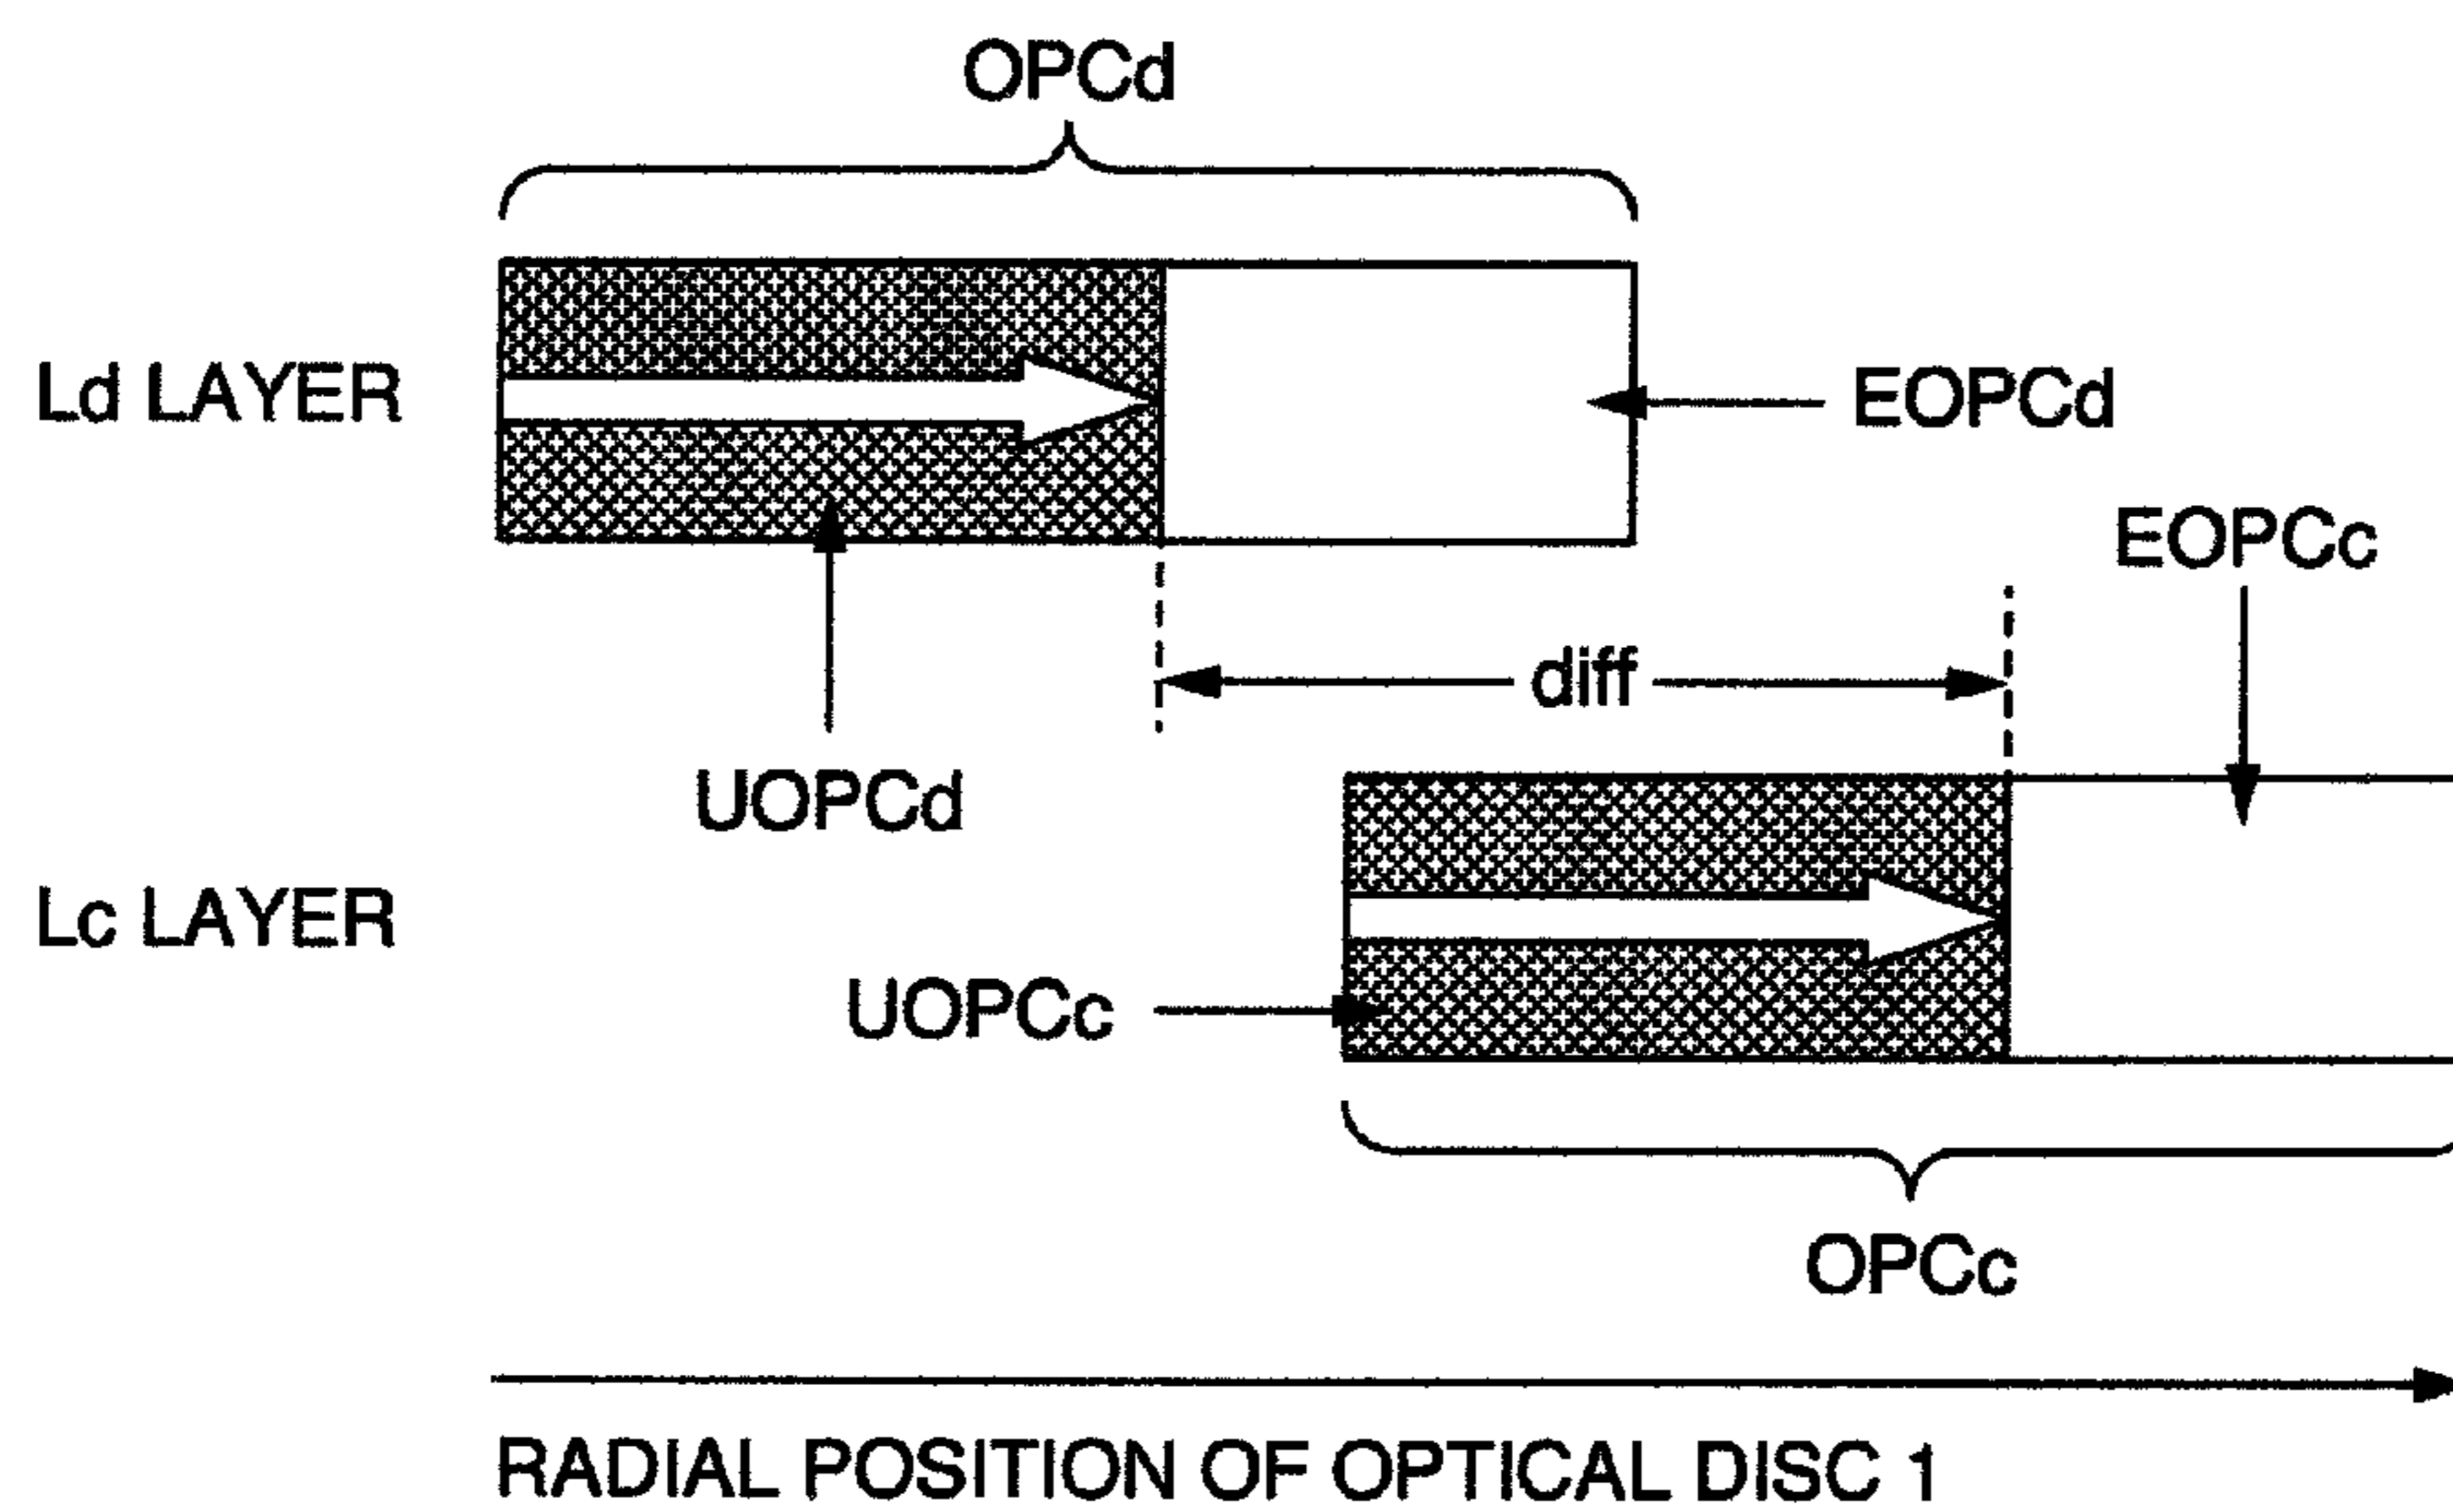 OPCd
Ld LAYER
EOPCd
EOPCc
diff
UOPCd
Lc LAYER
UOPCc
OPCc
RADIAL POSITION OF OPTICAL DISC 1